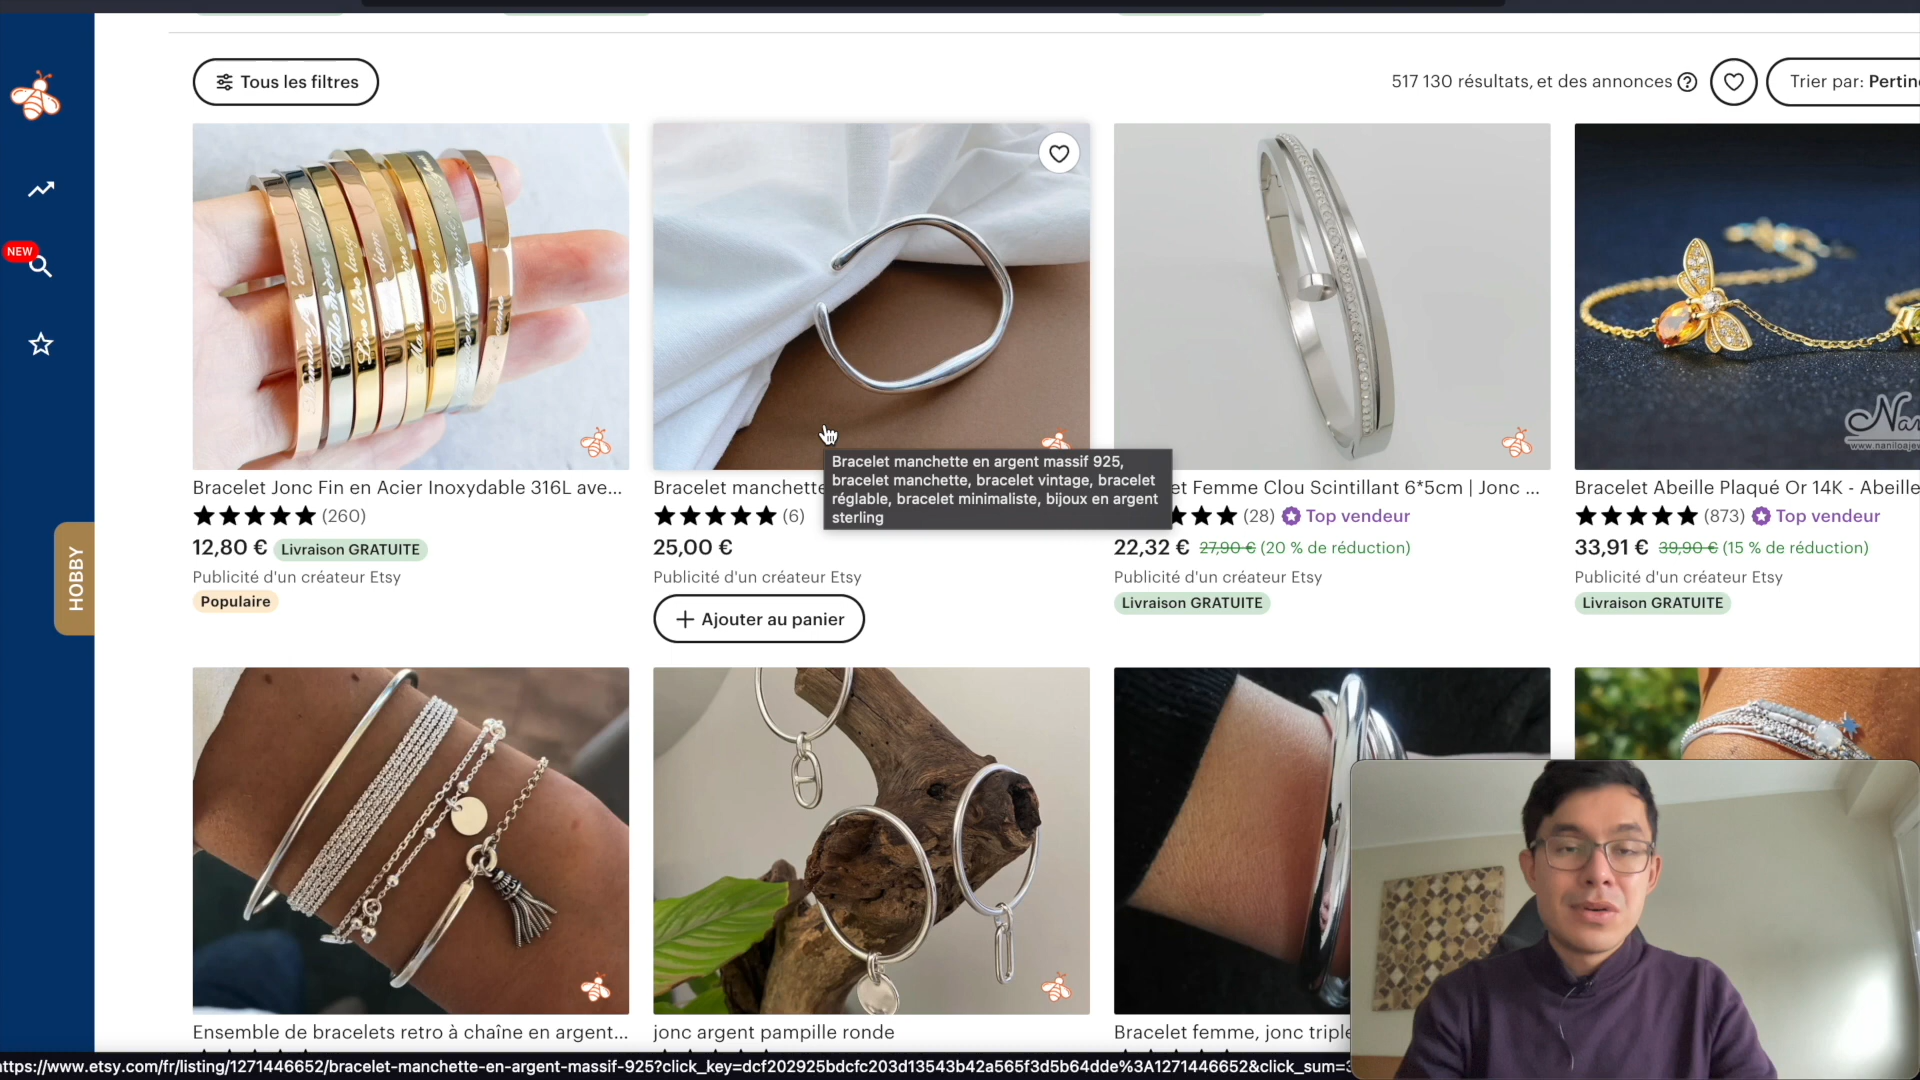 Tous les filtres
517 130 résultats, et des annonces
Trier par: Pertin
NEW
HOBBY
Bracelet manchette en argent massif 925,
bracelet manchette, bracelet vintage, bracelet
réglable, bracelet minimaliste, bijoux en argent
sterling
Bracelet Jonc Fin en Acier Inoxydable 316L ave...
(260)
12,80 € Livraison GRATUITE
Publicité d'un créateur Etsy
Populaire
Bracelet manchette
(6)
25,00 €
Publicité d'un créateur Etsy
+ Ajouter au panier
et Femme Clou Scintillant 6*5cm | Jonc ...
(28) Top vendeur
22,32 € 27,90 € (20 % de réduction)
Publicité d'un créateur Etsy
Livraison GRATUITE
Bracelet Abeille Plaqué Or 14K - Abeille
(873) Top vendeur
33,91 € 39,90 € (15 % de réduction)
Publicité d'un créateur Etsy
Livraison GRATUITE
Ensemble de bracelets retro à chaîne en argent...
jonc argent pampille ronde
Bracelet femme, jonc triple
https://www.etsy.com/fr/listing/1271446652/bracelet-manchette-en-argent-massif-925?click_key=dcf202925bdcfc203d13543b42a565f3d5b64dde%3A1271446652&click_sum=3